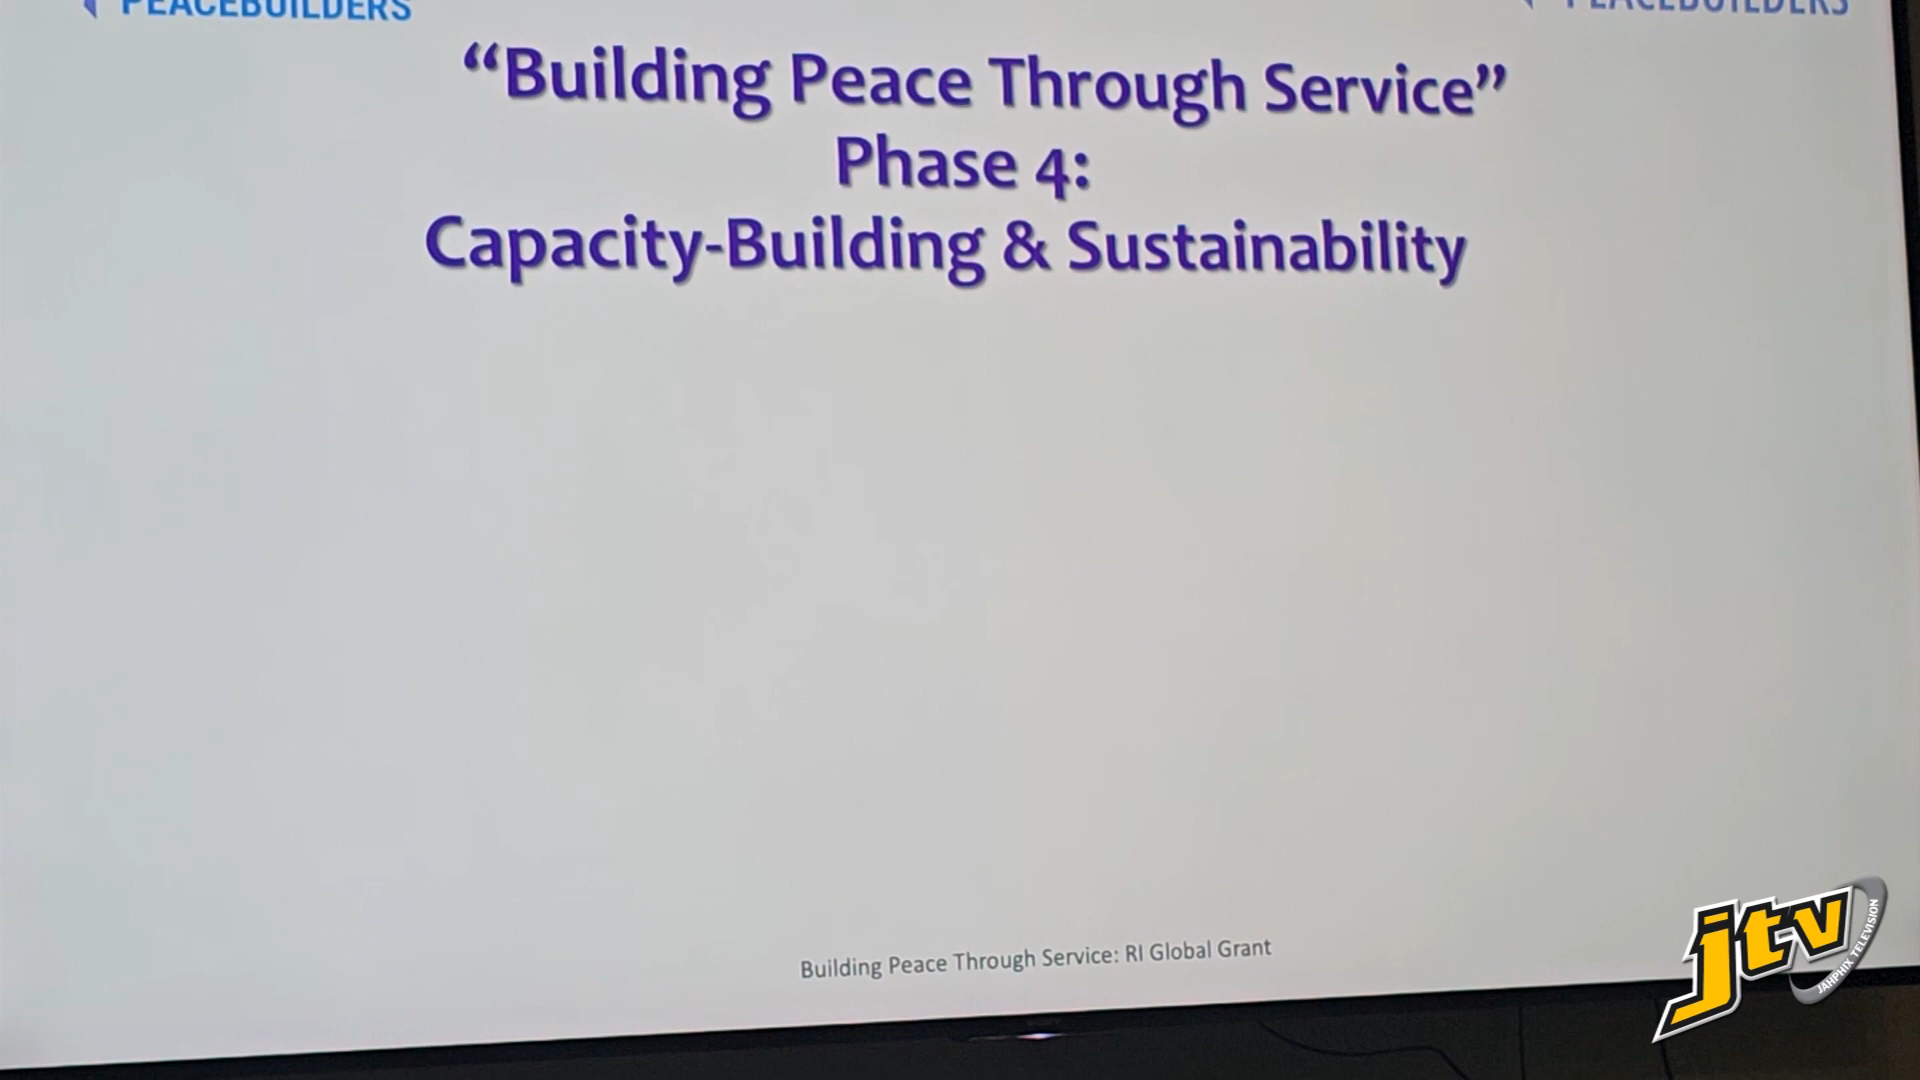 PEACEBUILDERS PEACEBUILDERS
“Building Peace Through Service”
Phase 4:
Capacity-Building & Sustainability
Building Peace Through Service: RI Global Grant
jtv
JAHPHIX TELEVISION